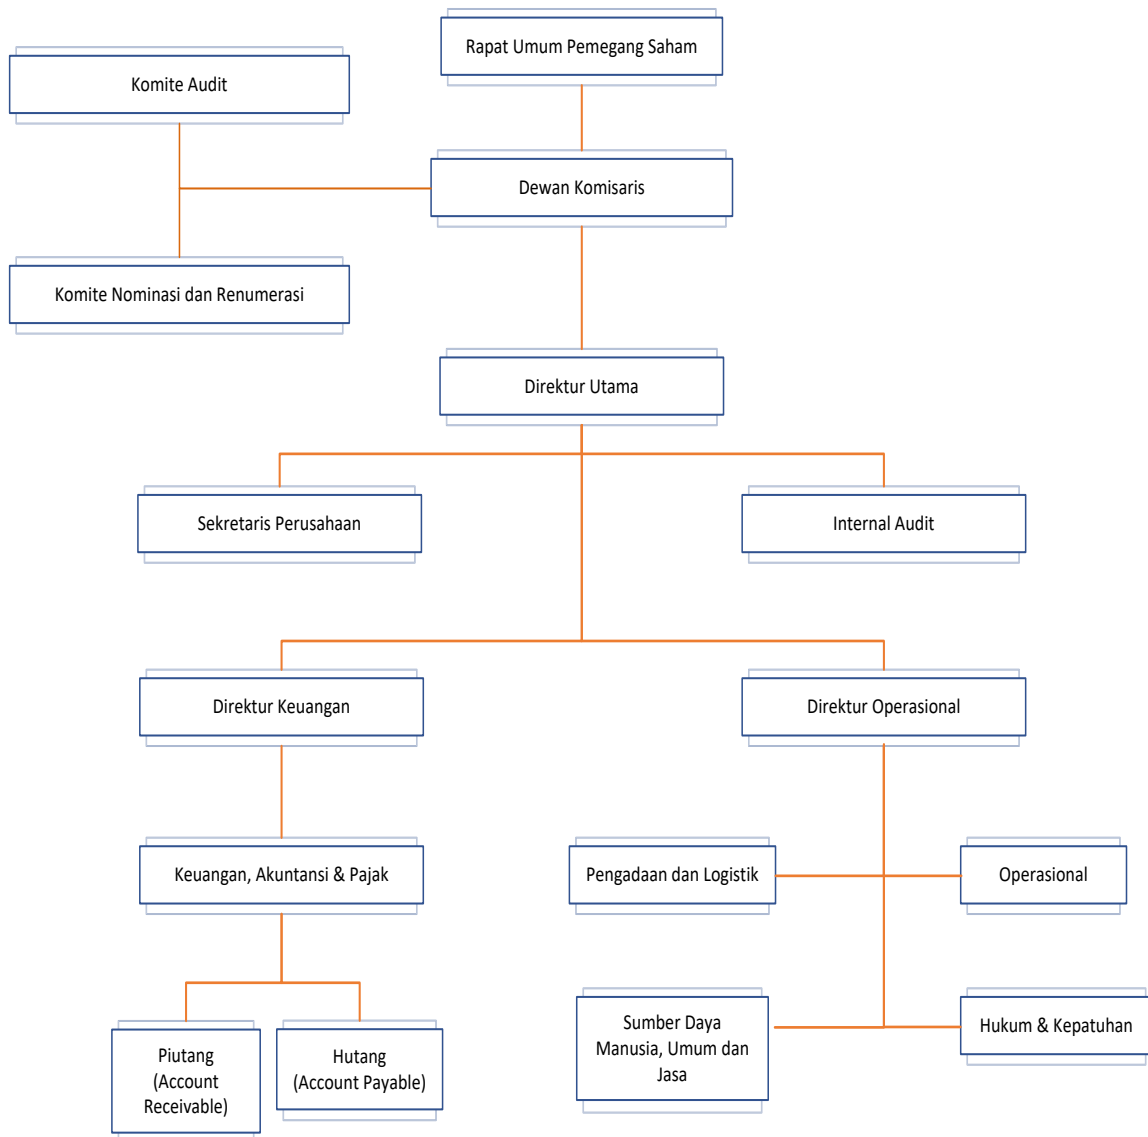 Rapat Umum Pemegang Saham
Komite Audit
Dewan Komisaris
Komite Nominasi dan Renumerasi
Direktur Utama
Sekretaris Perusahaan
Internal Audit
Direktur Keuangan
Direktur Operasional
Keuangan, Akuntansi & Pajak
Pengadaan dan Logistik
Operasional
Piutang
(Account
Receivable)
Hutang
(Account Payable)
Sumber Daya
Manusia, Umum dan
Jasa
Hukum & Kepatuhan